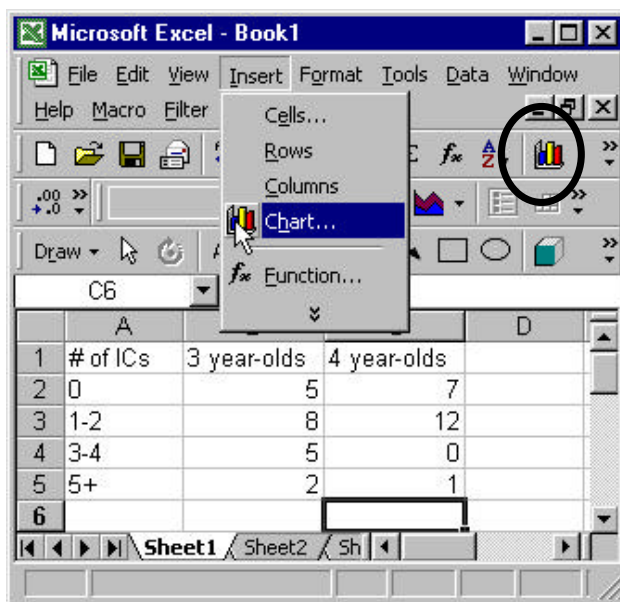 Microsoft Excel - Book1
File Edit View Insert Format Tools Data Window
Help Macro Filter
Cells...
Rows
Columns
Chart...
Function...
Draw
C6
A D
1 # of ICs 3 year-olds 4 year-olds
2 0 5 7
3 1-2 8 12
4 3-4 5 0
5 5+ 2 1
6
Sheet1 Sheet2 Sh